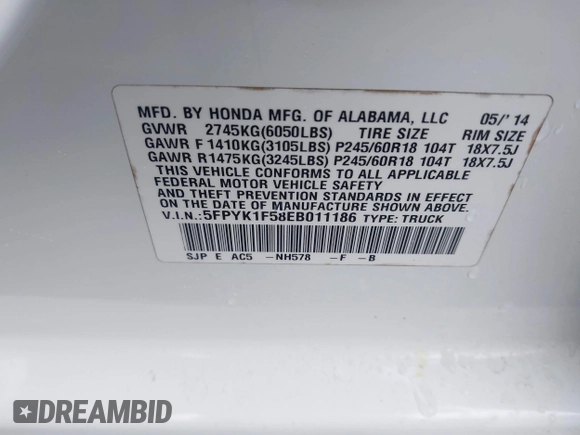 MFD. BY HONDA MFG. OF ALABAMA, LLC 05/'14
GVWR 2745KG(6050LBS) TIRE SIZE RIM SIZE
GAWR F 1410KG(3105LBS) P245/60R18 104T 18X7.5J
GAWR R1475KG(3245LBS) P245/60R18 104T 18X7.5J
THIS VEHICLE CONFORMS TO ALL APPLICABLE
FEDERAL MOTOR VEHICLE SAFETY
AND THEFT PREVENTION STANDARDS IN EFFECT
ON THE DATE OF MANUFACTURE SHOWN ABOVE.
V.I.N.:5FPYK1F58EB011186 TYPE: TRUCK
SJP E AC5 -NH578 -F -B
DREAMBID